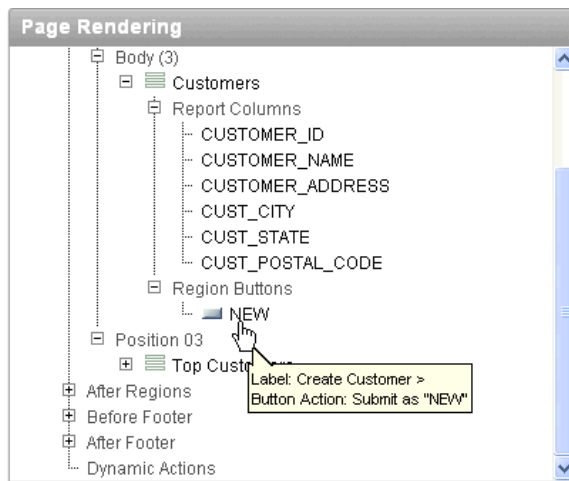 Page Rendering
Body (3)
Customers
Report Columns
CUSTOMER_ID
CUSTOMER_NAME
CUSTOMER_ADDRESS
CUST_CITY
CUST_STATE
CUST_POSTAL_CODE
Region Buttons
NEW
Position 03
Top Customers
Label: Create Customer >
Button Action: Submit as "NEW"
After Regions
Before Footer
After Footer
Dynamic Actions